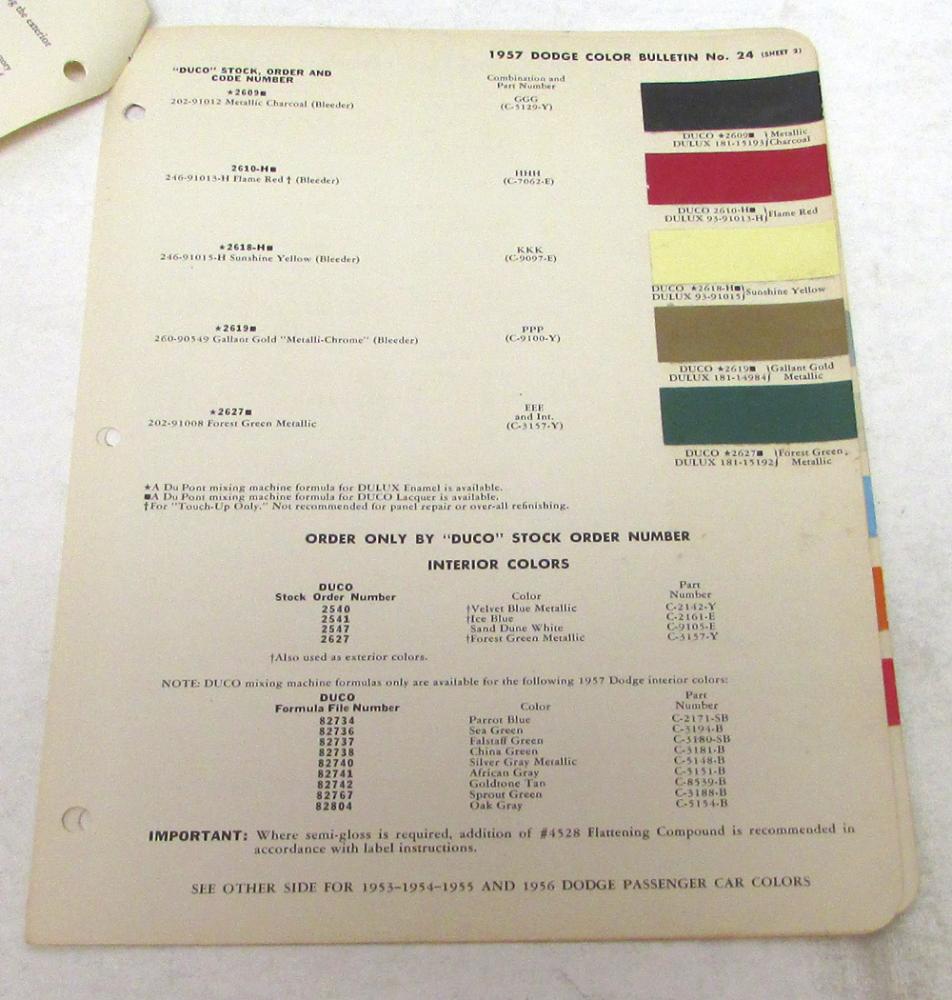 ing the exterior
1957 DODGE COLOR BULLETIN No. 24 (SHEET 2)
"DUCO" STOCK, ORDER AND
CODE NUMBER
Combination and
Part Number
★2609■
202-91012 Metallic Charcoal (Bleeder)
GGG
(C-5129-Y)
DUCO ★2609■ } Metallic
DULUX 181-15193 } Charcoal
2610-H■
246-91013-H Flame Red † (Bleeder)
HHH
(C-7062-E)
DUCO 2610-H■
DULUX 93-91013-H } Flame Red
★2618-H■
246-91015-H Sunshine Yellow (Bleeder)
KKK
(C-9097-E)
DUCO ★2618-H■
DULUX 93-91015 } Sunshine Yellow
★2619■
260-90549 Gallant Gold "Metalli-Chrome" (Bleeder)
PPP
(C-9100-Y)
DUCO ★2619■ } Gallant Gold
DULUX 181-14984 } Metallic
★2627■
202-91008 Forest Green Metallic
EEE
and Int.
(C-3157-Y)
DUCO ★2627■ } Forest Green
DULUX 181-15192 } Metallic
★A Du Pont mixing machine formula for DULUX Enamel is available.
■A Du Pont mixing machine formula for DUCO Lacquer is available.
†For "Touch-Up Only." Not recommended for panel repair or over-all refinishing.
ORDER ONLY BY "DUCO" STOCK ORDER NUMBER
INTERIOR COLORS
DUCO
Stock Order Number Color Part Number
2540 †Velvet Blue Metallic C-2142-Y
2541 †Ice Blue C-2161-E
2547 Sand Dune White C-9105-E
2627 †Forest Green Metallic C-3157-Y
†Also used as exterior colors.
NOTE: DUCO mixing machine formulas only are available for the following 1957 Dodge interior colors:
DUCO
Formula File Number Color Part Number
82734 Parrot Blue C-2171-SB
82736 Sea Green C-3194-B
82737 Falstaff Green C-3180-SB
82738 China Green C-3181-B
82740 Silver Gray Metallic C-5148-B
82741 African Gray C-5151-B
82742 Goldtone Tan C-8539-B
82767 Sprout Green C-3188-B
82804 Oak Gray C-5154-B
IMPORTANT: Where semi-gloss is required, addition of #4528 Flattening Compound is recommended in
accordance with label instructions.
SEE OTHER SIDE FOR 1953-1954-1955 AND 1956 DODGE PASSENGER CAR COLORS